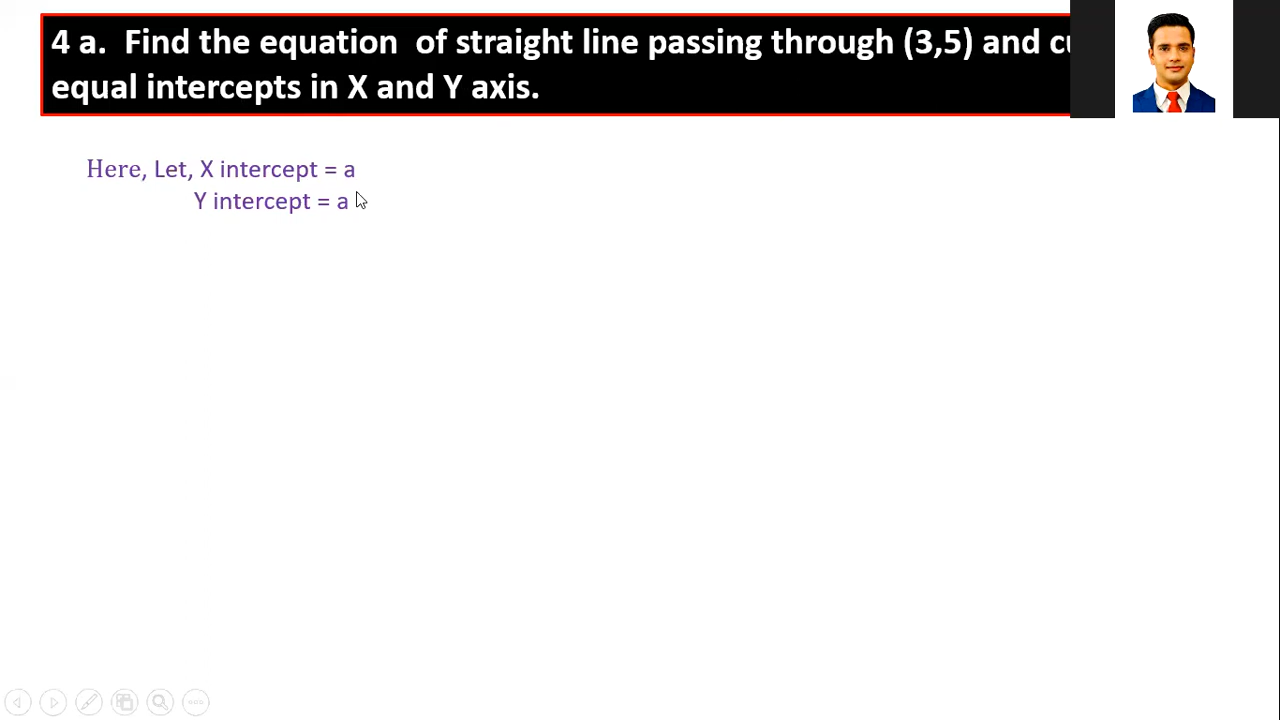 4 a. Find the equation of straight line passing through (3,5) and
equal intercepts in X and Y axis.
Here, Let, X intercept = a
Y intercept = a